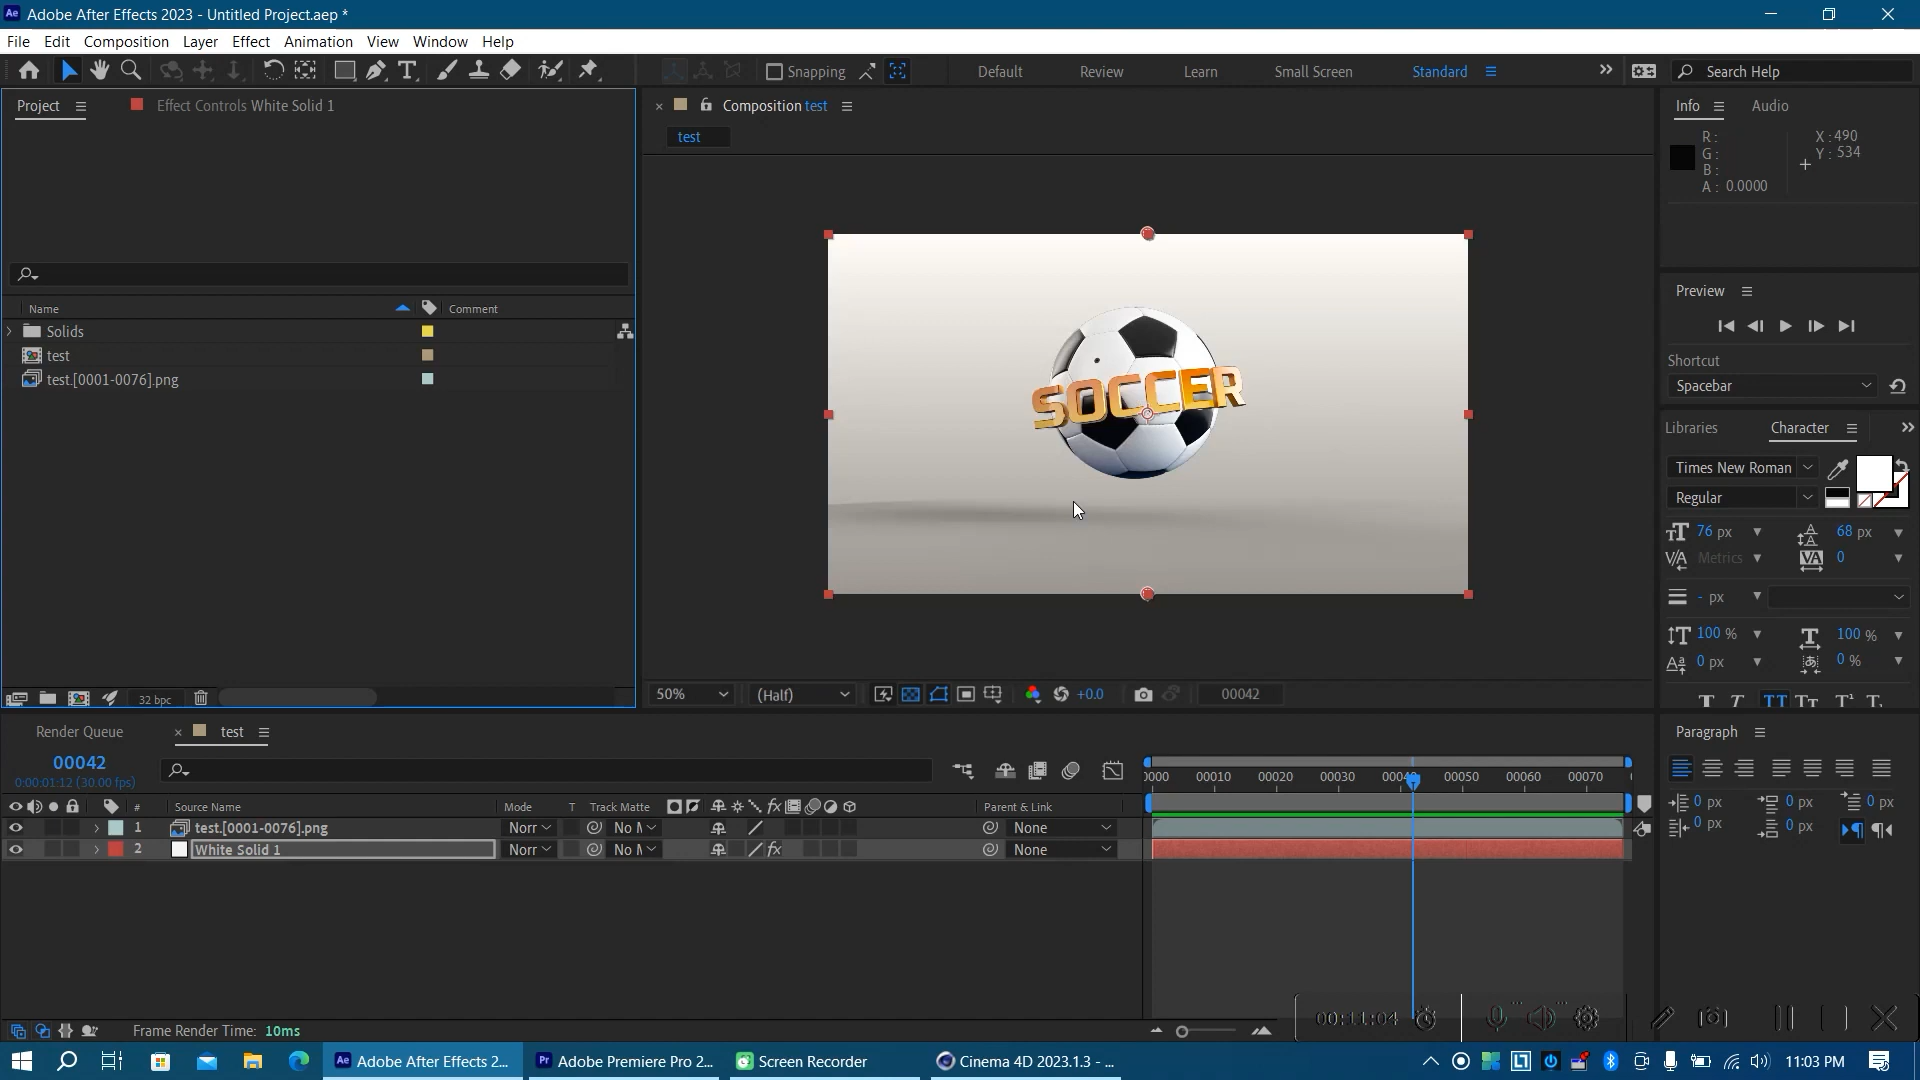 Ae Adobe After Effects 2023 - Untitled Project.aep *
File Edit Composition Layer Effect Animation View Window Help
Snapping Default Review Learn Small Screen Standard Search Help
Project Effect Controls White Solid 1
Composition test
test
Info Audio
R :
G :
B :
A : 0.0000
X : 490
Y : 534
Name Comment
Solids
test
test.[0001-0076].png
SOCCER
Preview
Shortcut
Spacebar
Libraries Character
Times New Roman
Regular
76 px 68 px
Metrics 0
- px
100 % 100 %
0 px 0 %
32 bpc
50% (Half) +0.0 00042
Render Queue test
00042
0:00:01:12 (30.00 fps)
0000 00010 00020 00030 00050 00060 00070
# Source Name Mode T Track Matte Parent & Link
1 test.[0001-0076].png Norr No None
2 White Solid 1 Norr No None
Paragraph
0 px 0 px 0 px
0 px 0 px
Frame Render Time: 10ms
00:11:04
Ae Adobe After Effects 2... Pr Adobe Premiere Pro 2... Screen Recorder Cinema 4D 2023.1.3 - ... 11:03 PM